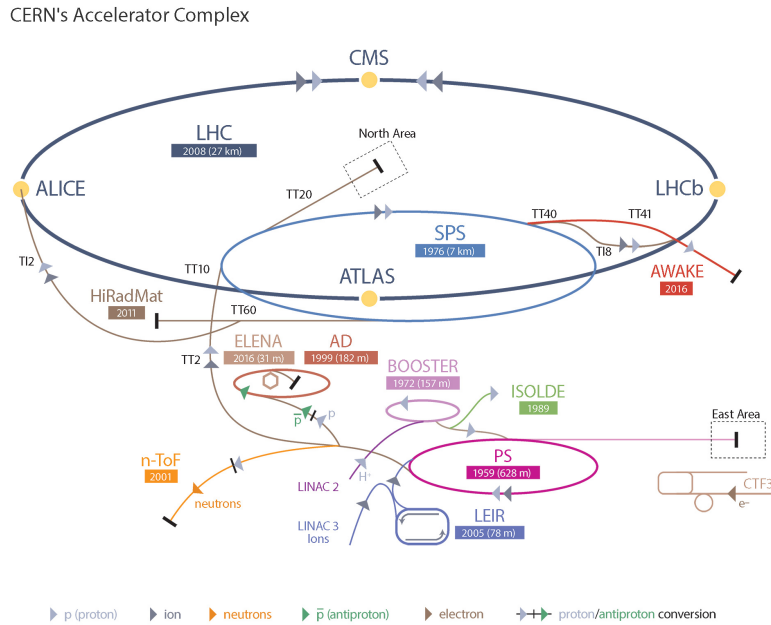 CERN's Accelerator Complex
CMS
LHC
2008 (27 km)
North Area
ALICE
LHCb
TT20
TT40
TT41
SPS
1976 (7 km)
TI8
TI2
TT10
ATLAS
AWAKE
2016
HiRadMat
2011
TT60
ELENA
2016 (31 m)
AD
1999 (182 m)
TT2
BOOSTER
1972 (157 m)
ISOLDE
1989
p
p̅
East Area
n-ToF
2001
PS
1959 (628 m)
H⁺
LINAC 2
neutrons
CTF3
e-
LEIR
2005 (78 m)
LINAC 3
Ions
p (proton)
ion
neutrons
p̅ (antiproton)
electron
proton/antiproton conversion